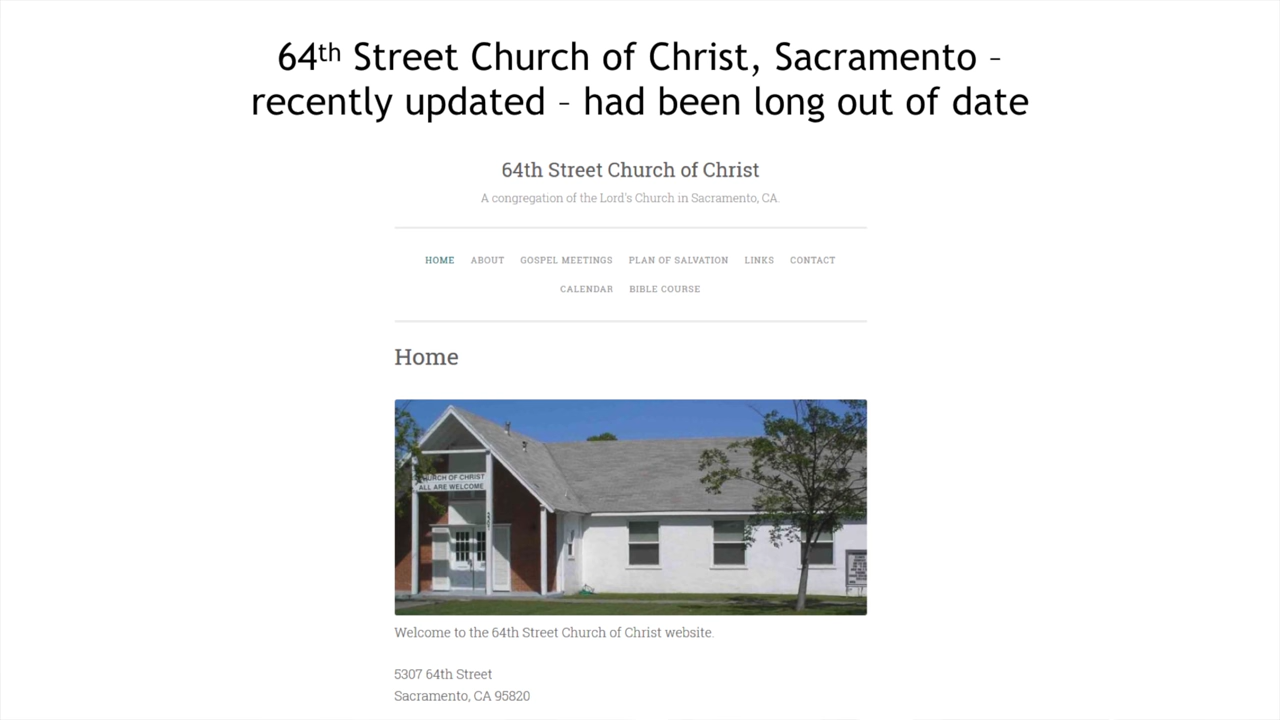 64th Street Church of Christ, Sacramento –
recently updated – had been long out of date
64th Street Church of Christ
A congregation of the Lord's Church in Sacramento, CA.
HOME ABOUT GOSPEL MEETINGS PLAN OF SALVATION LINKS CONTACT
CALENDAR BIBLE COURSE
Home
CHURCH OF CHRIST
ALL ARE WELCOME
Welcome to the 64th Street Church of Christ website.
5307 64th Street
Sacramento, CA 95820